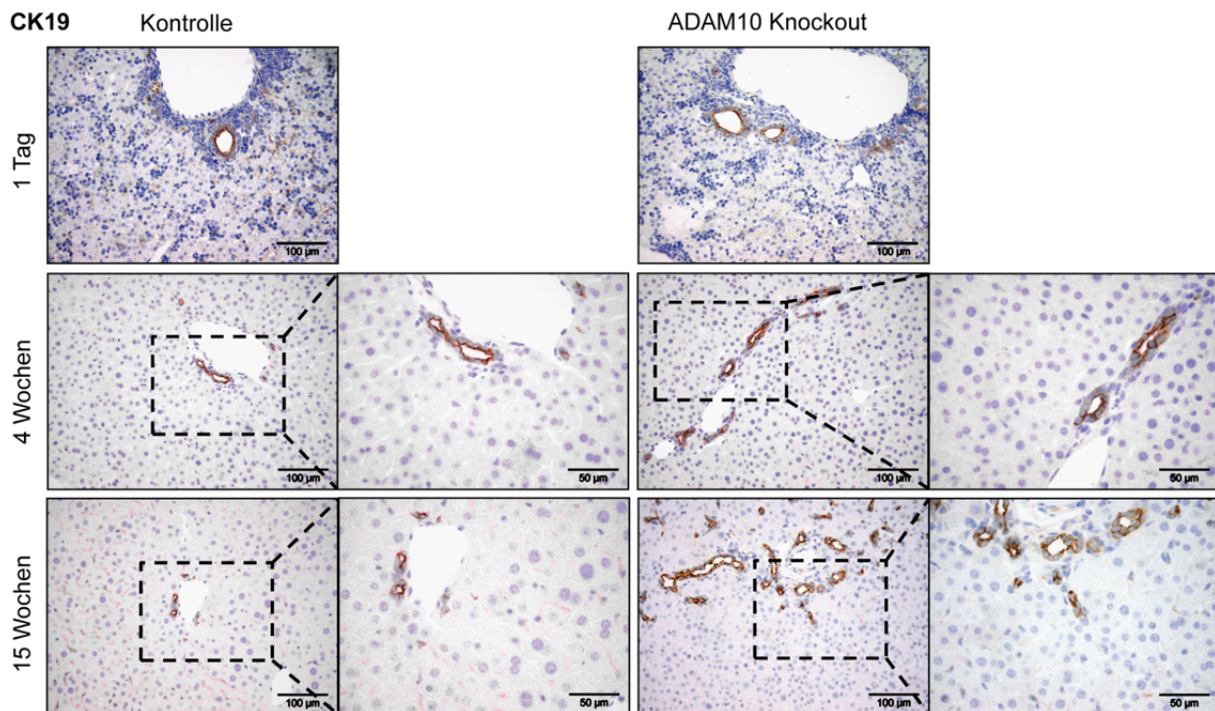 CK19 Kontrolle ADAM10 Knockout
1 Tag
100 µm 100 µm
4 Wochen
100 µm 50 µm 100 µm 50 µm
15 Wochen
100 µm 50 µm 100 µm 50 µm